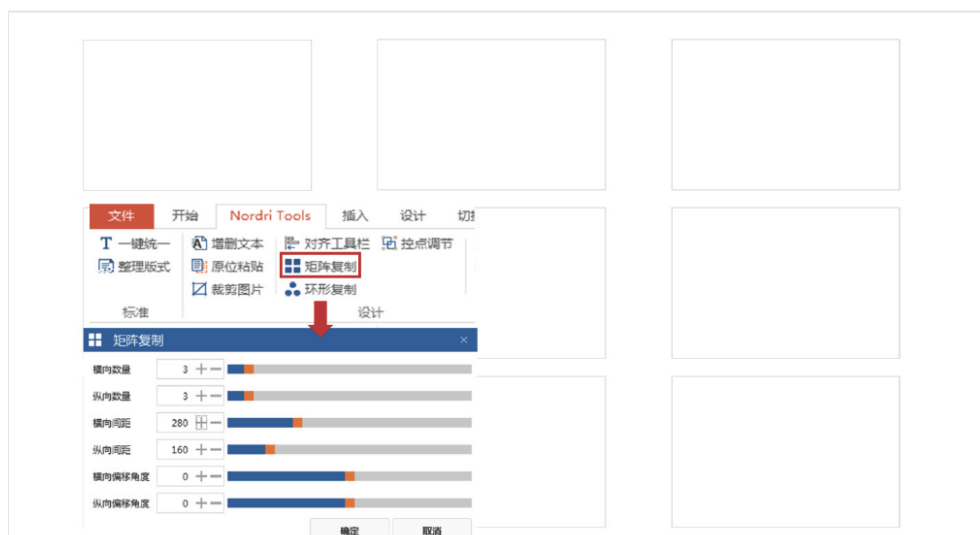 文件 开始 Nordri Tools 插入 设计
一键统一 增删文本 对齐工具栏 控点调节
整理版式 原位粘贴 矩阵复制
裁剪图片 环形复制
标准 设计
矩阵复制
横向数量 3
纵向数量 3
横向间距 280
纵向间距 160
横向偏移角度 0
纵向偏移角度 0
确定 取消